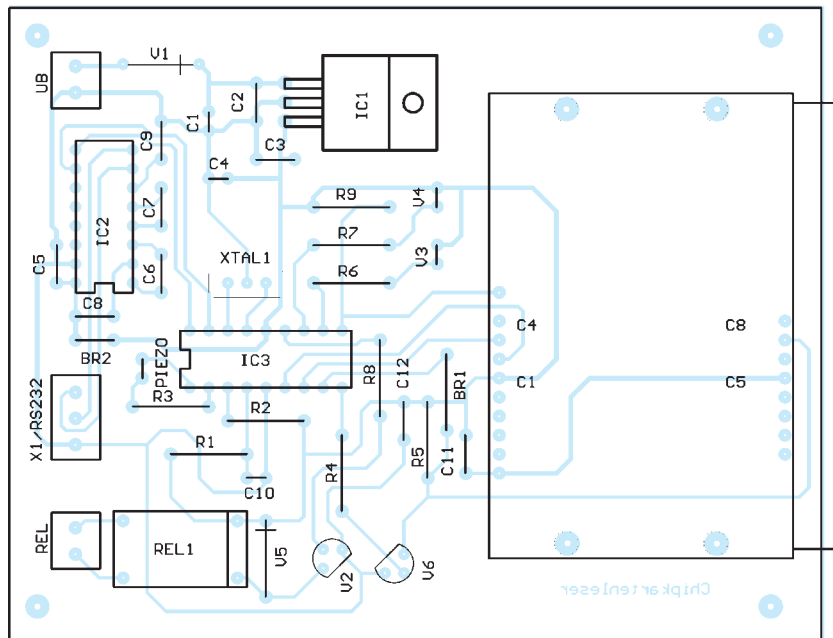 V1
UB
C9
C1
C2
IC1
C3
C4
IC2
C7
C5
C6
R9
V4
R7
V3
XTAL1
R6
C8
BR2
C4
C8
PIEZO
IC3
R8
C12
BR1
C1
C5
R3
R2
X1/RS232
R1
R4
R5
C11
C10
REL
REL1
V5
V2
V6
Chipkartenleser